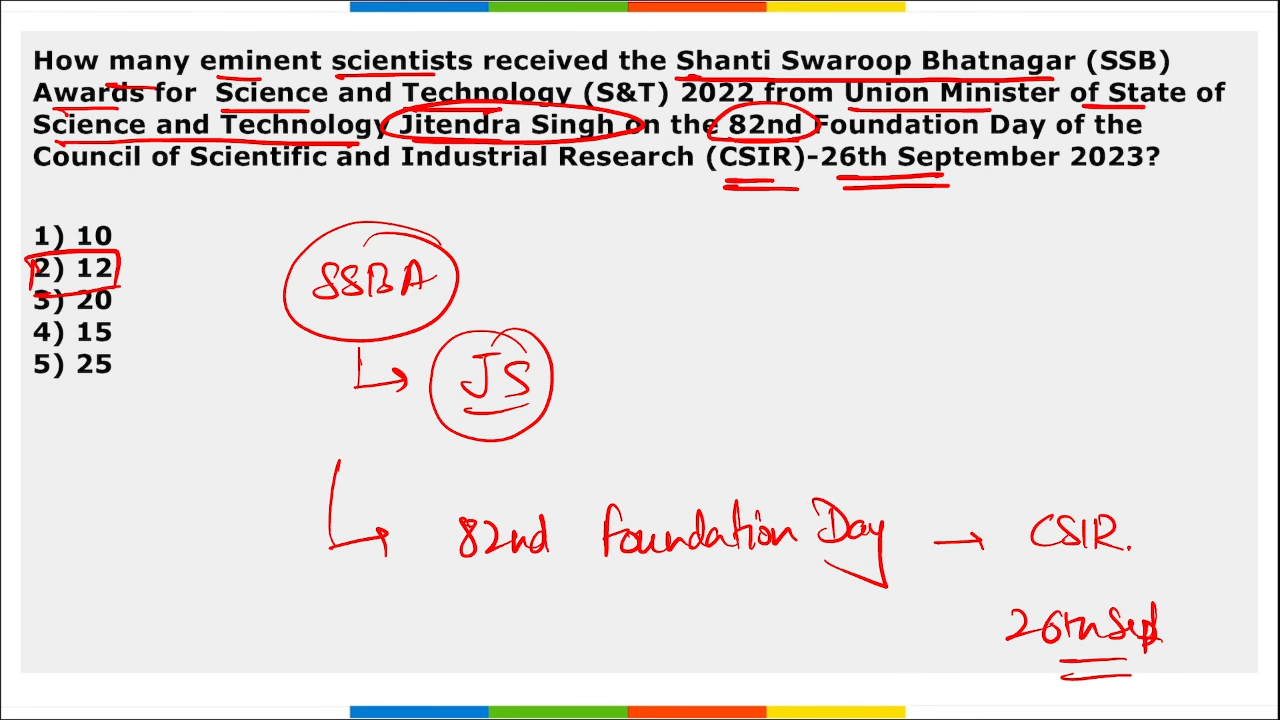 How many eminent scientists received the Shanti Swaroop Bhatnagar (SSB)
Awards for Science and Technology (S&T) 2022 from Union Minister of State of
Science and Technology Jitendra Singh on the 82nd Foundation Day of the
Council of Scientific and Industrial Research (CSIR)-26th September 2023?
1) 10
2) 12
3) 20
4) 15
5) 25
SSBA
JS
82nd Foundation Day → CSIR.
26th Sep